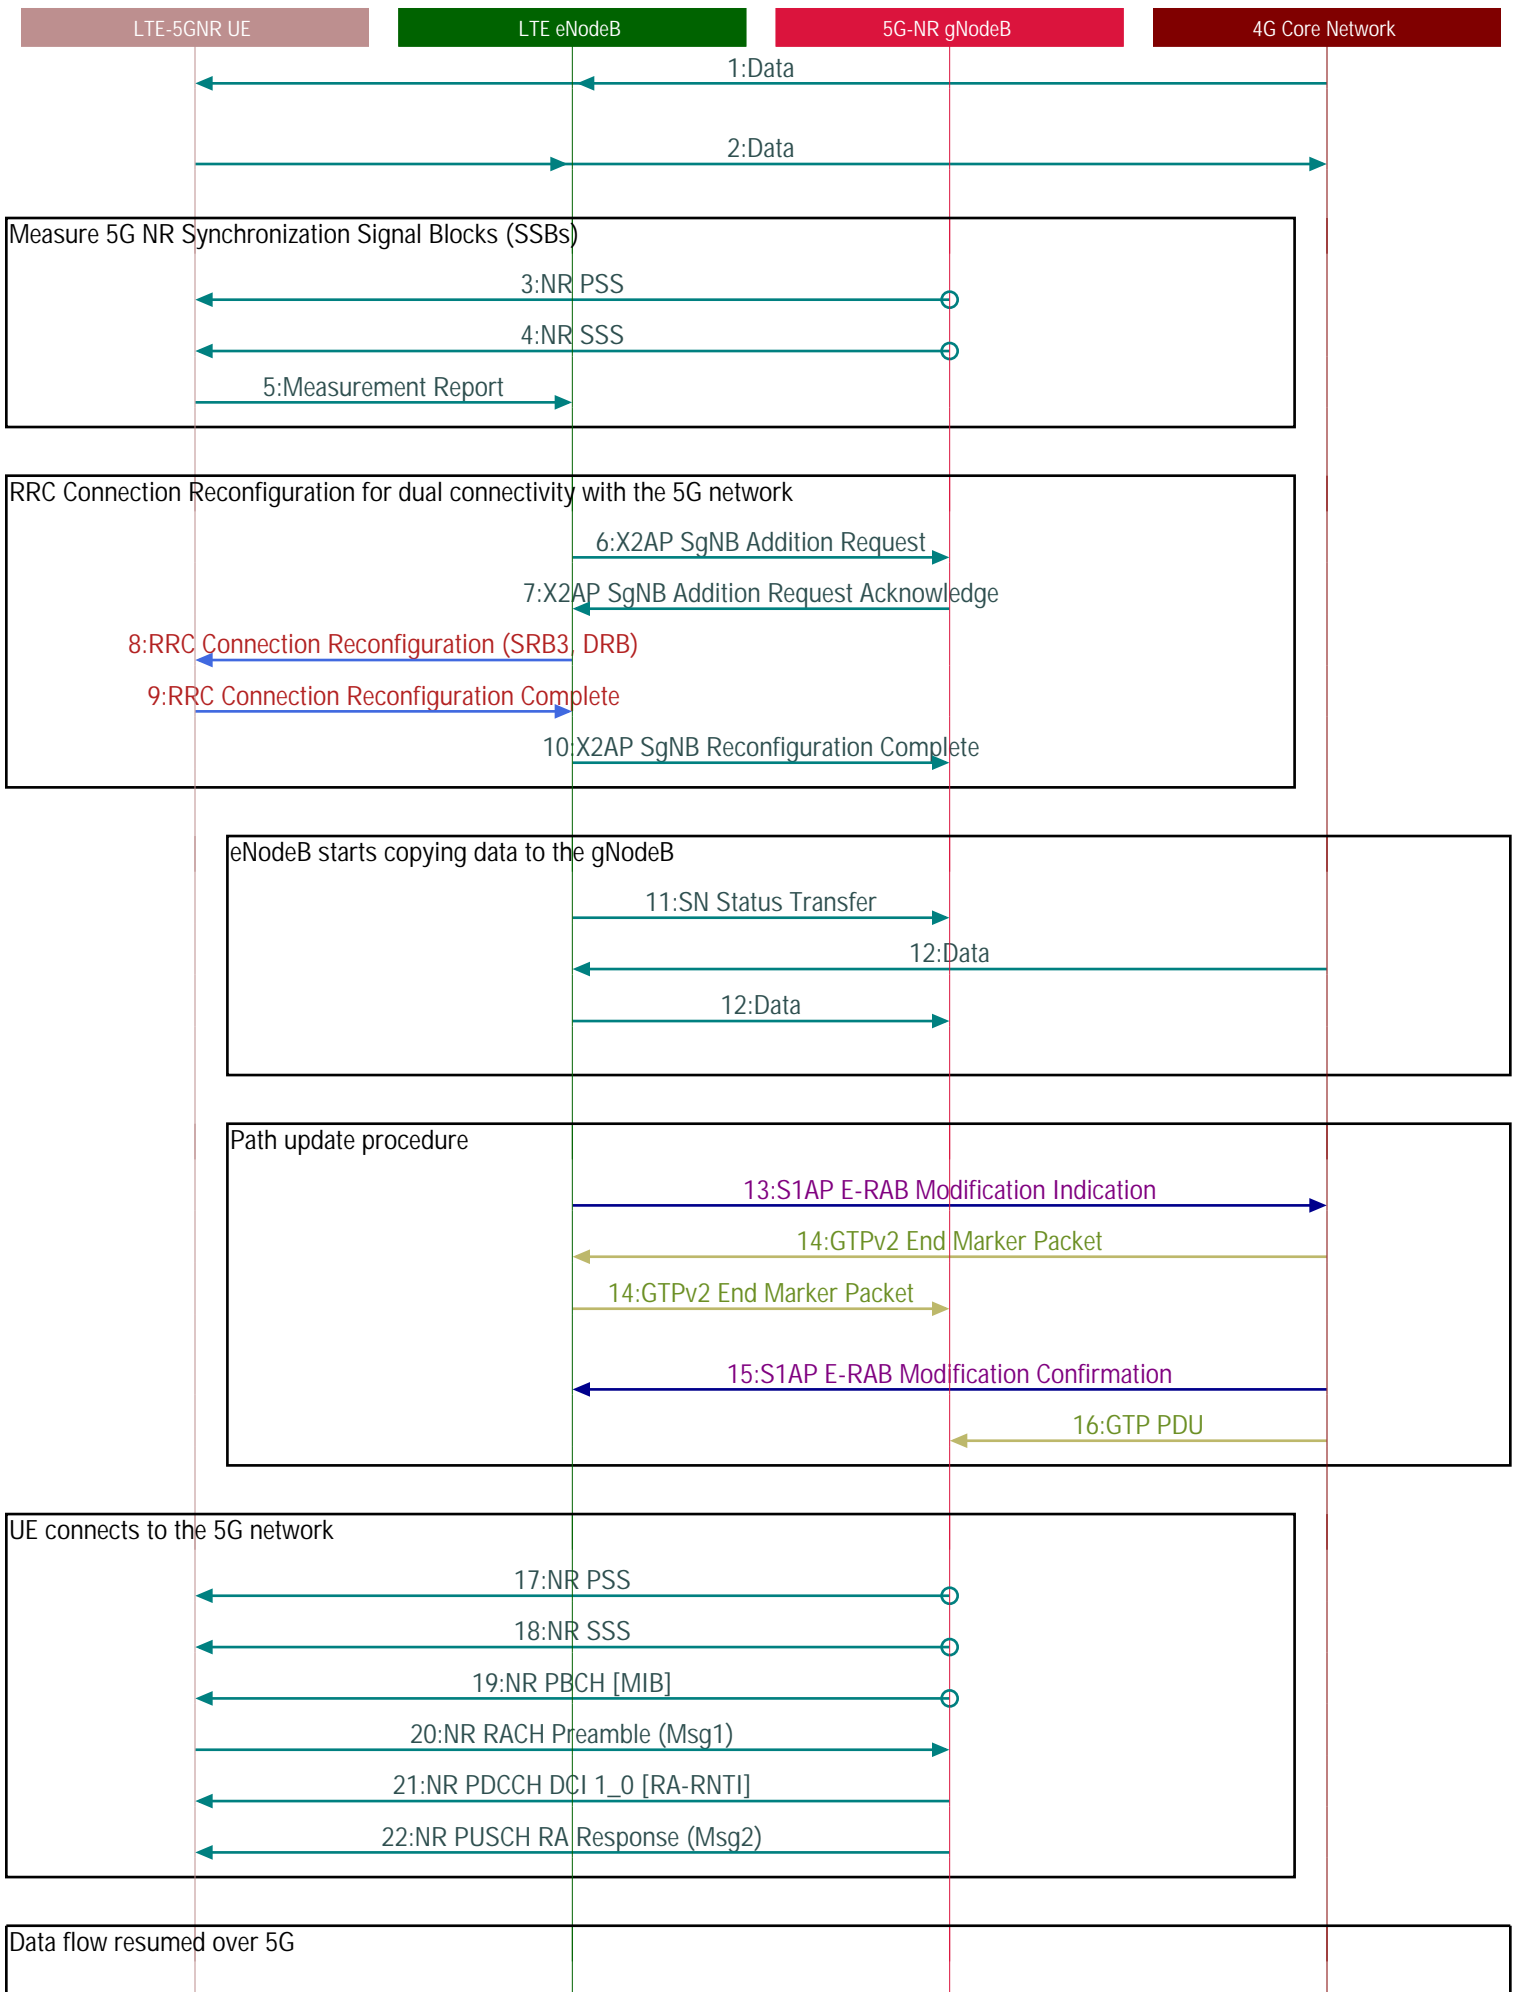 LTE-5GNR UE
LTE eNodeB
5G-NR gNodeB
4G Core Network
1:Data
2:Data
Measure 5G NR Synchronization Signal Blocks (SSBs)
3:NR PSS
4:NR SSS
5:Measurement Report
RRC Connection Reconfiguration for dual connectivity with the 5G network
6:X2AP SgNB Addition Request
7:X2AP SgNB Addition Request Acknowledge
8:RRC Connection Reconfiguration (SRB3, DRB)
9:RRC Connection Reconfiguration Complete
10:X2AP SgNB Reconfiguration Complete
eNodeB starts copying data to the gNodeB
11:SN Status Transfer
12:Data
12:Data
Path update procedure
13:S1AP E-RAB Modification Indication
14:GTPv2 End Marker Packet
14:GTPv2 End Marker Packet
15:S1AP E-RAB Modification Confirmation
16:GTP PDU
UE connects to the 5G network
17:NR PSS
18:NR SSS
19:NR PBCH [MIB]
20:NR RACH Preamble (Msg1)
21:NR PDCCH DCI 1_0 [RA-RNTI]
22:NR PUSCH RA Response (Msg2)
Data flow resumed over 5G